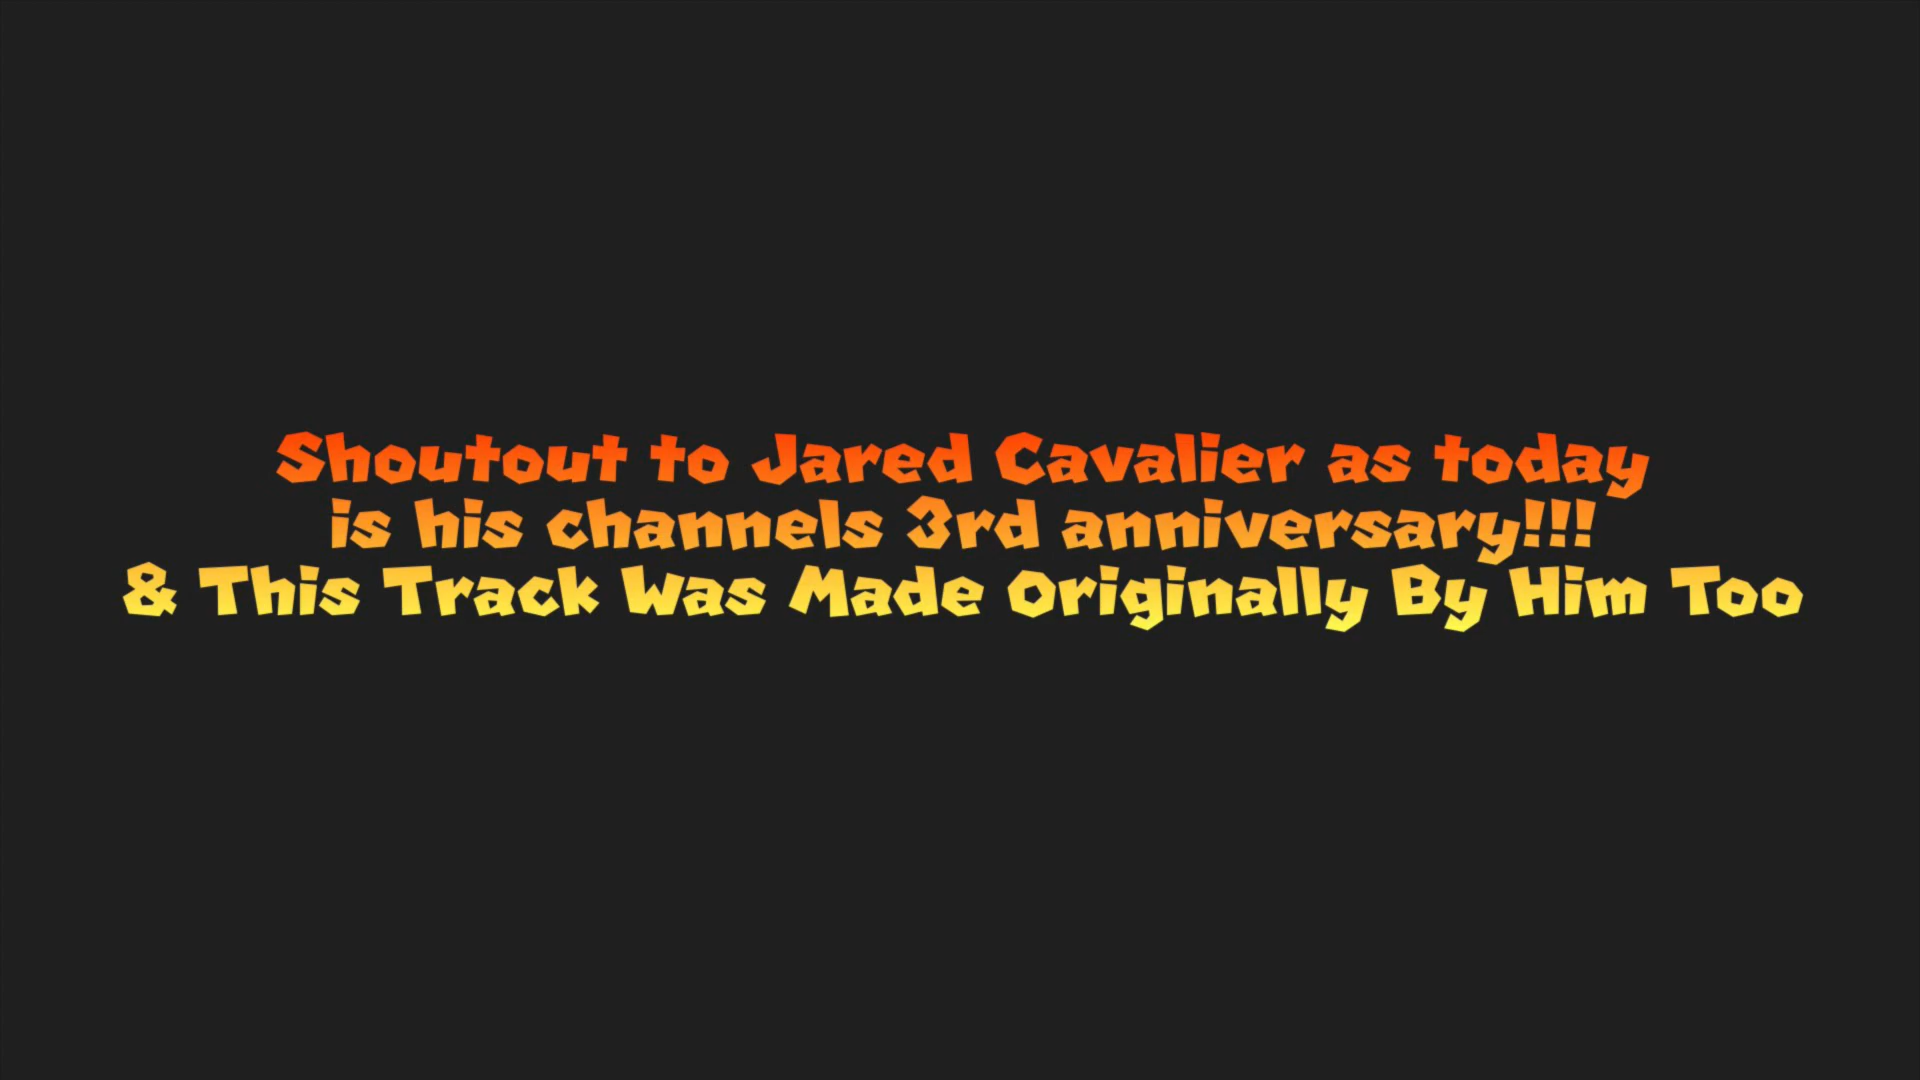 Shoutout to Jared Cavalier as today
is his channels 3rd anniversary!!!
& This Track Was Made Originally By Him Too